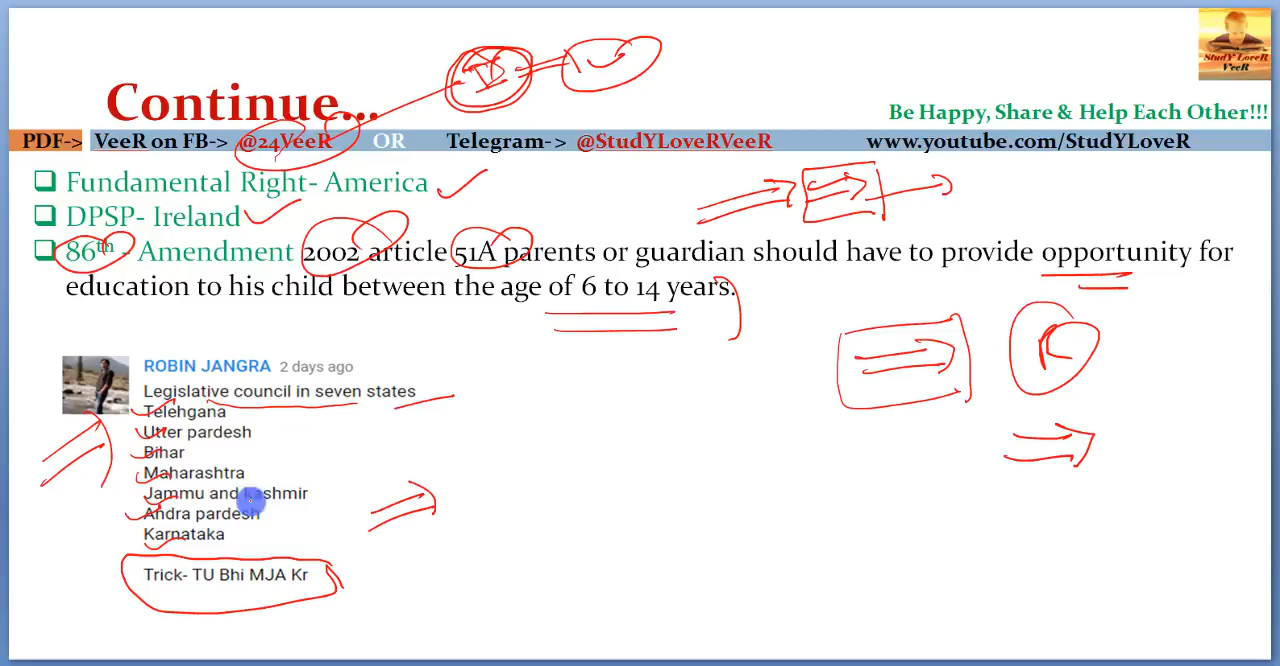 StudY LoveR
VeeR
Continue...
Be Happy, Share & Help Each Other!!!
PDF-> VeeR on FB-> @24VeeR OR Telegram-> @StudYLoveRVeeR www.youtube.com/StudYLoveR
Fundamental Right- America
DPSP- Ireland
86th - Amendment 2002 article 51A parents or guardian should have to provide opportunity for
education to his child between the age of 6 to 14 years.
ROBIN JANGRA 2 days ago
Legislative council in seven states
Telehgana
Utter pardesh
Bihar
Maharashtra
Jammu and Kashmir
Andra pardesh
Karnataka
Trick- TU Bhi MJA Kr